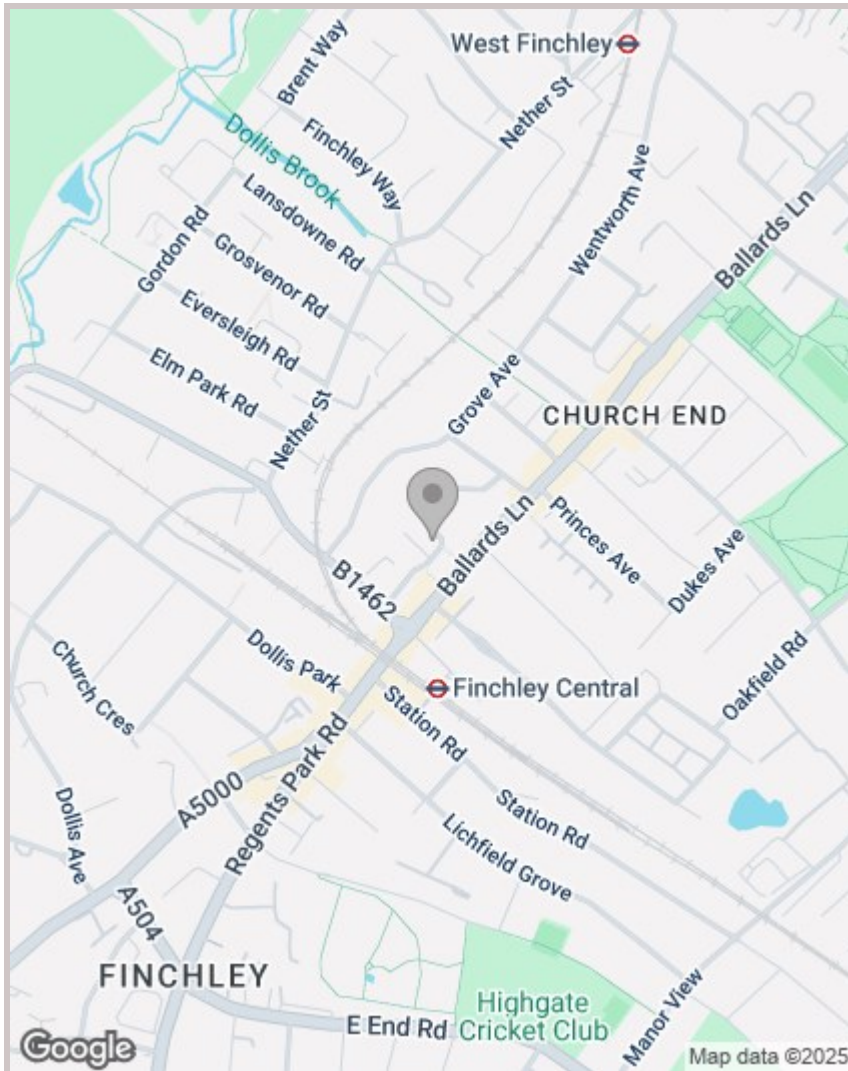 West Finchley
Brent Way
Nether St
Finchley Way
Dollis Brook
Wentworth Ave
Ballards Ln
Lansdowne Rd
Gordon Rd
Grosvenor Rd
Eversleigh Rd
Elm Park Rd
Grove Ave
CHURCH END
Nether St
Ballards Ln
Princes Ave
Dukes Ave
B1462
Oakfield Rd
Church Cres
Dollis Park
Finchley Central
Station Rd
A5000
Regents Park Rd
Station Rd
Dollis Ave
Lichfield Grove
A504
FINCHLEY
Highgate
Cricket Club
Manor View
E End Rd
Google
Map data ©2025